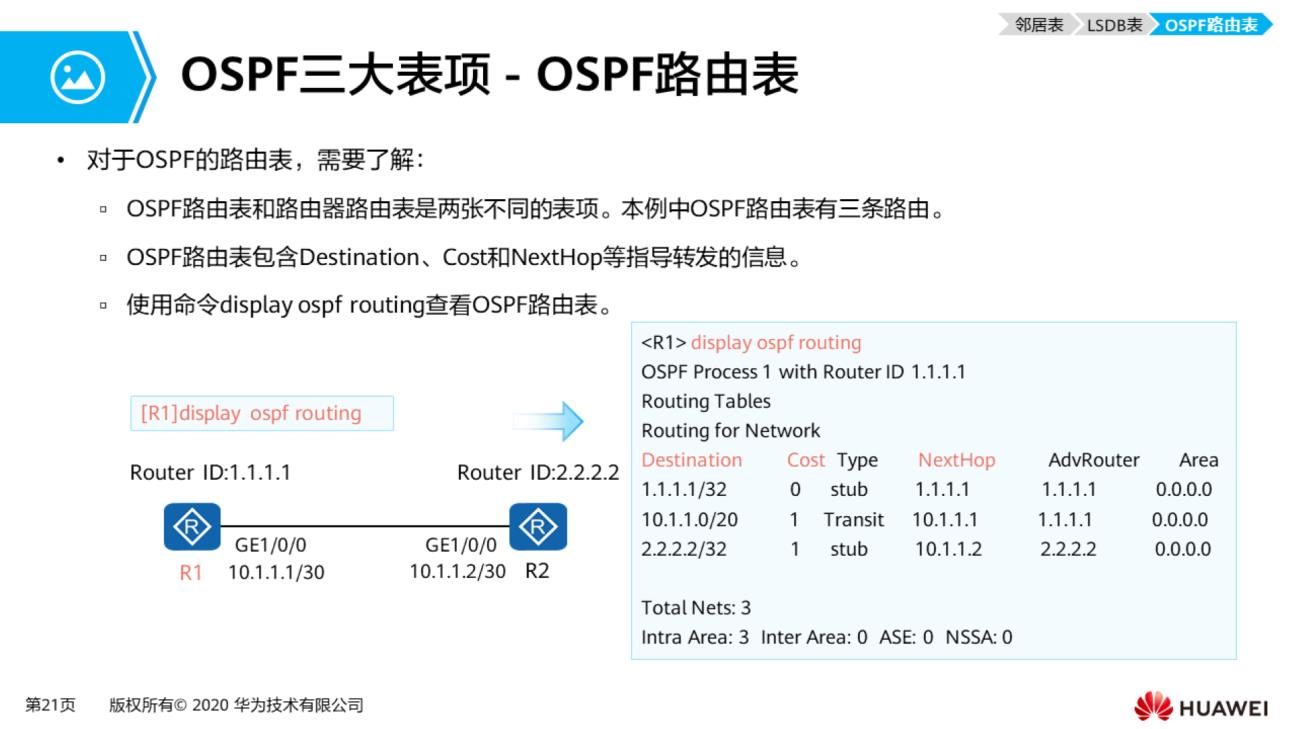 邻居表 LSDB表 OSPF路由表
OSPF三大表项 - OSPF路由表
• 对于OSPF的路由表，需要了解：
▫ OSPF路由表和路由器路由表是两张不同的表项。本例中OSPF路由表有三条路由。
▫ OSPF路由表包含Destination、Cost和NextHop等指导转发的信息。
▫ 使用命令display ospf routing查看OSPF路由表。
[R1]display ospf routing
Router ID:1.1.1.1 Router ID:2.2.2.2
R R
GE1/0/0 GE1/0/0
R1 10.1.1.1/30 10.1.1.2/30 R2
<R1> display ospf routing
OSPF Process 1 with Router ID 1.1.1.1
Routing Tables
Routing for Network
Destination Cost Type NextHop AdvRouter Area
1.1.1.1/32 0 stub 1.1.1.1 1.1.1.1 0.0.0.0
10.1.1.0/20 1 Transit 10.1.1.1 1.1.1.1 0.0.0.0
2.2.2.2/32 1 stub 10.1.1.2 2.2.2.2 0.0.0.0
Total Nets: 3
Intra Area: 3 Inter Area: 0 ASE: 0 NSSA: 0
第21页 版权所有© 2020 华为技术有限公司
HUAWEI